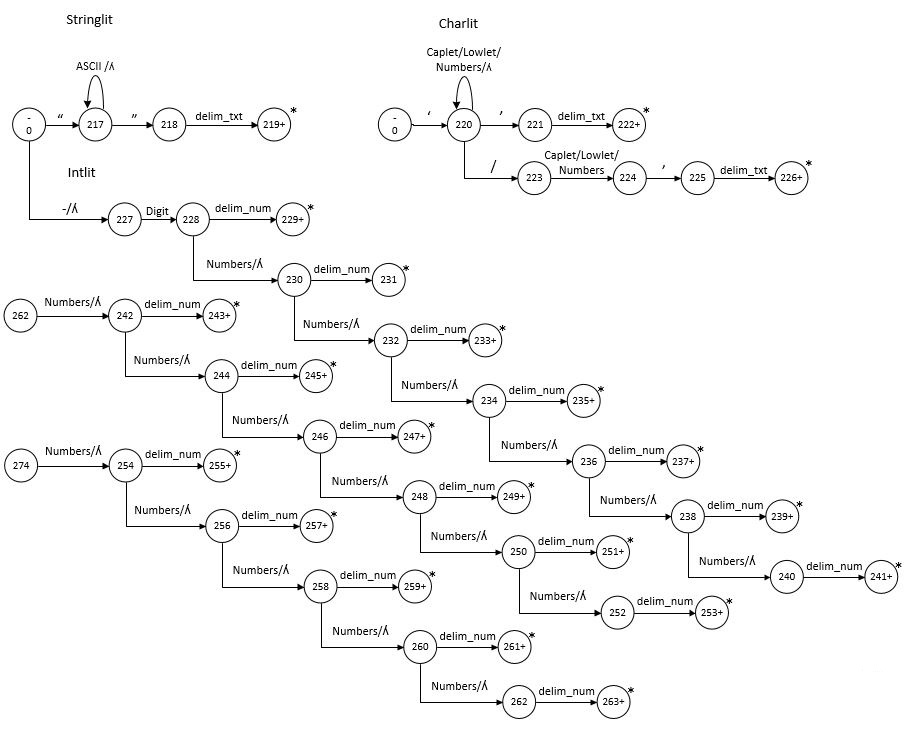 Stringlit
Charlit
ASCII /ʎ
Caplet/Lowlet/
Numbers/ʎ
-
0
“
217
”
218
delim_txt
219+
*
-
0
‘
220
’
221
delim_txt
222+
*
/
223
Caplet/Lowlet/
Numbers
224
’
225
delim_txt
226+
*
Intlit
-/ʎ
227
Digit
228
delim_num
229+
*
Numbers/ʎ
230
delim_num
231
*
262
Numbers/ʎ
242
delim_num
243+
*
Numbers/ʎ
232
delim_num
233+
*
Numbers/ʎ
244
delim_num
245+
*
Numbers/ʎ
234
delim_num
235+
*
Numbers/ʎ
246
delim_num
247+
*
Numbers/ʎ
236
delim_num
237+
*
274
Numbers/ʎ
254
delim_num
255+
*
Numbers/ʎ
248
delim_num
249+
*
Numbers/ʎ
238
delim_num
239+
*
Numbers/ʎ
256
delim_num
257+
*
Numbers/ʎ
250
delim_num
251+
*
Numbers/ʎ
240
delim_num
241+
*
Numbers/ʎ
258
delim_num
259+
*
Numbers/ʎ
252
delim_num
253+
*
Numbers/ʎ
260
delim_num
261+
*
Numbers/ʎ
262
delim_num
263+
*